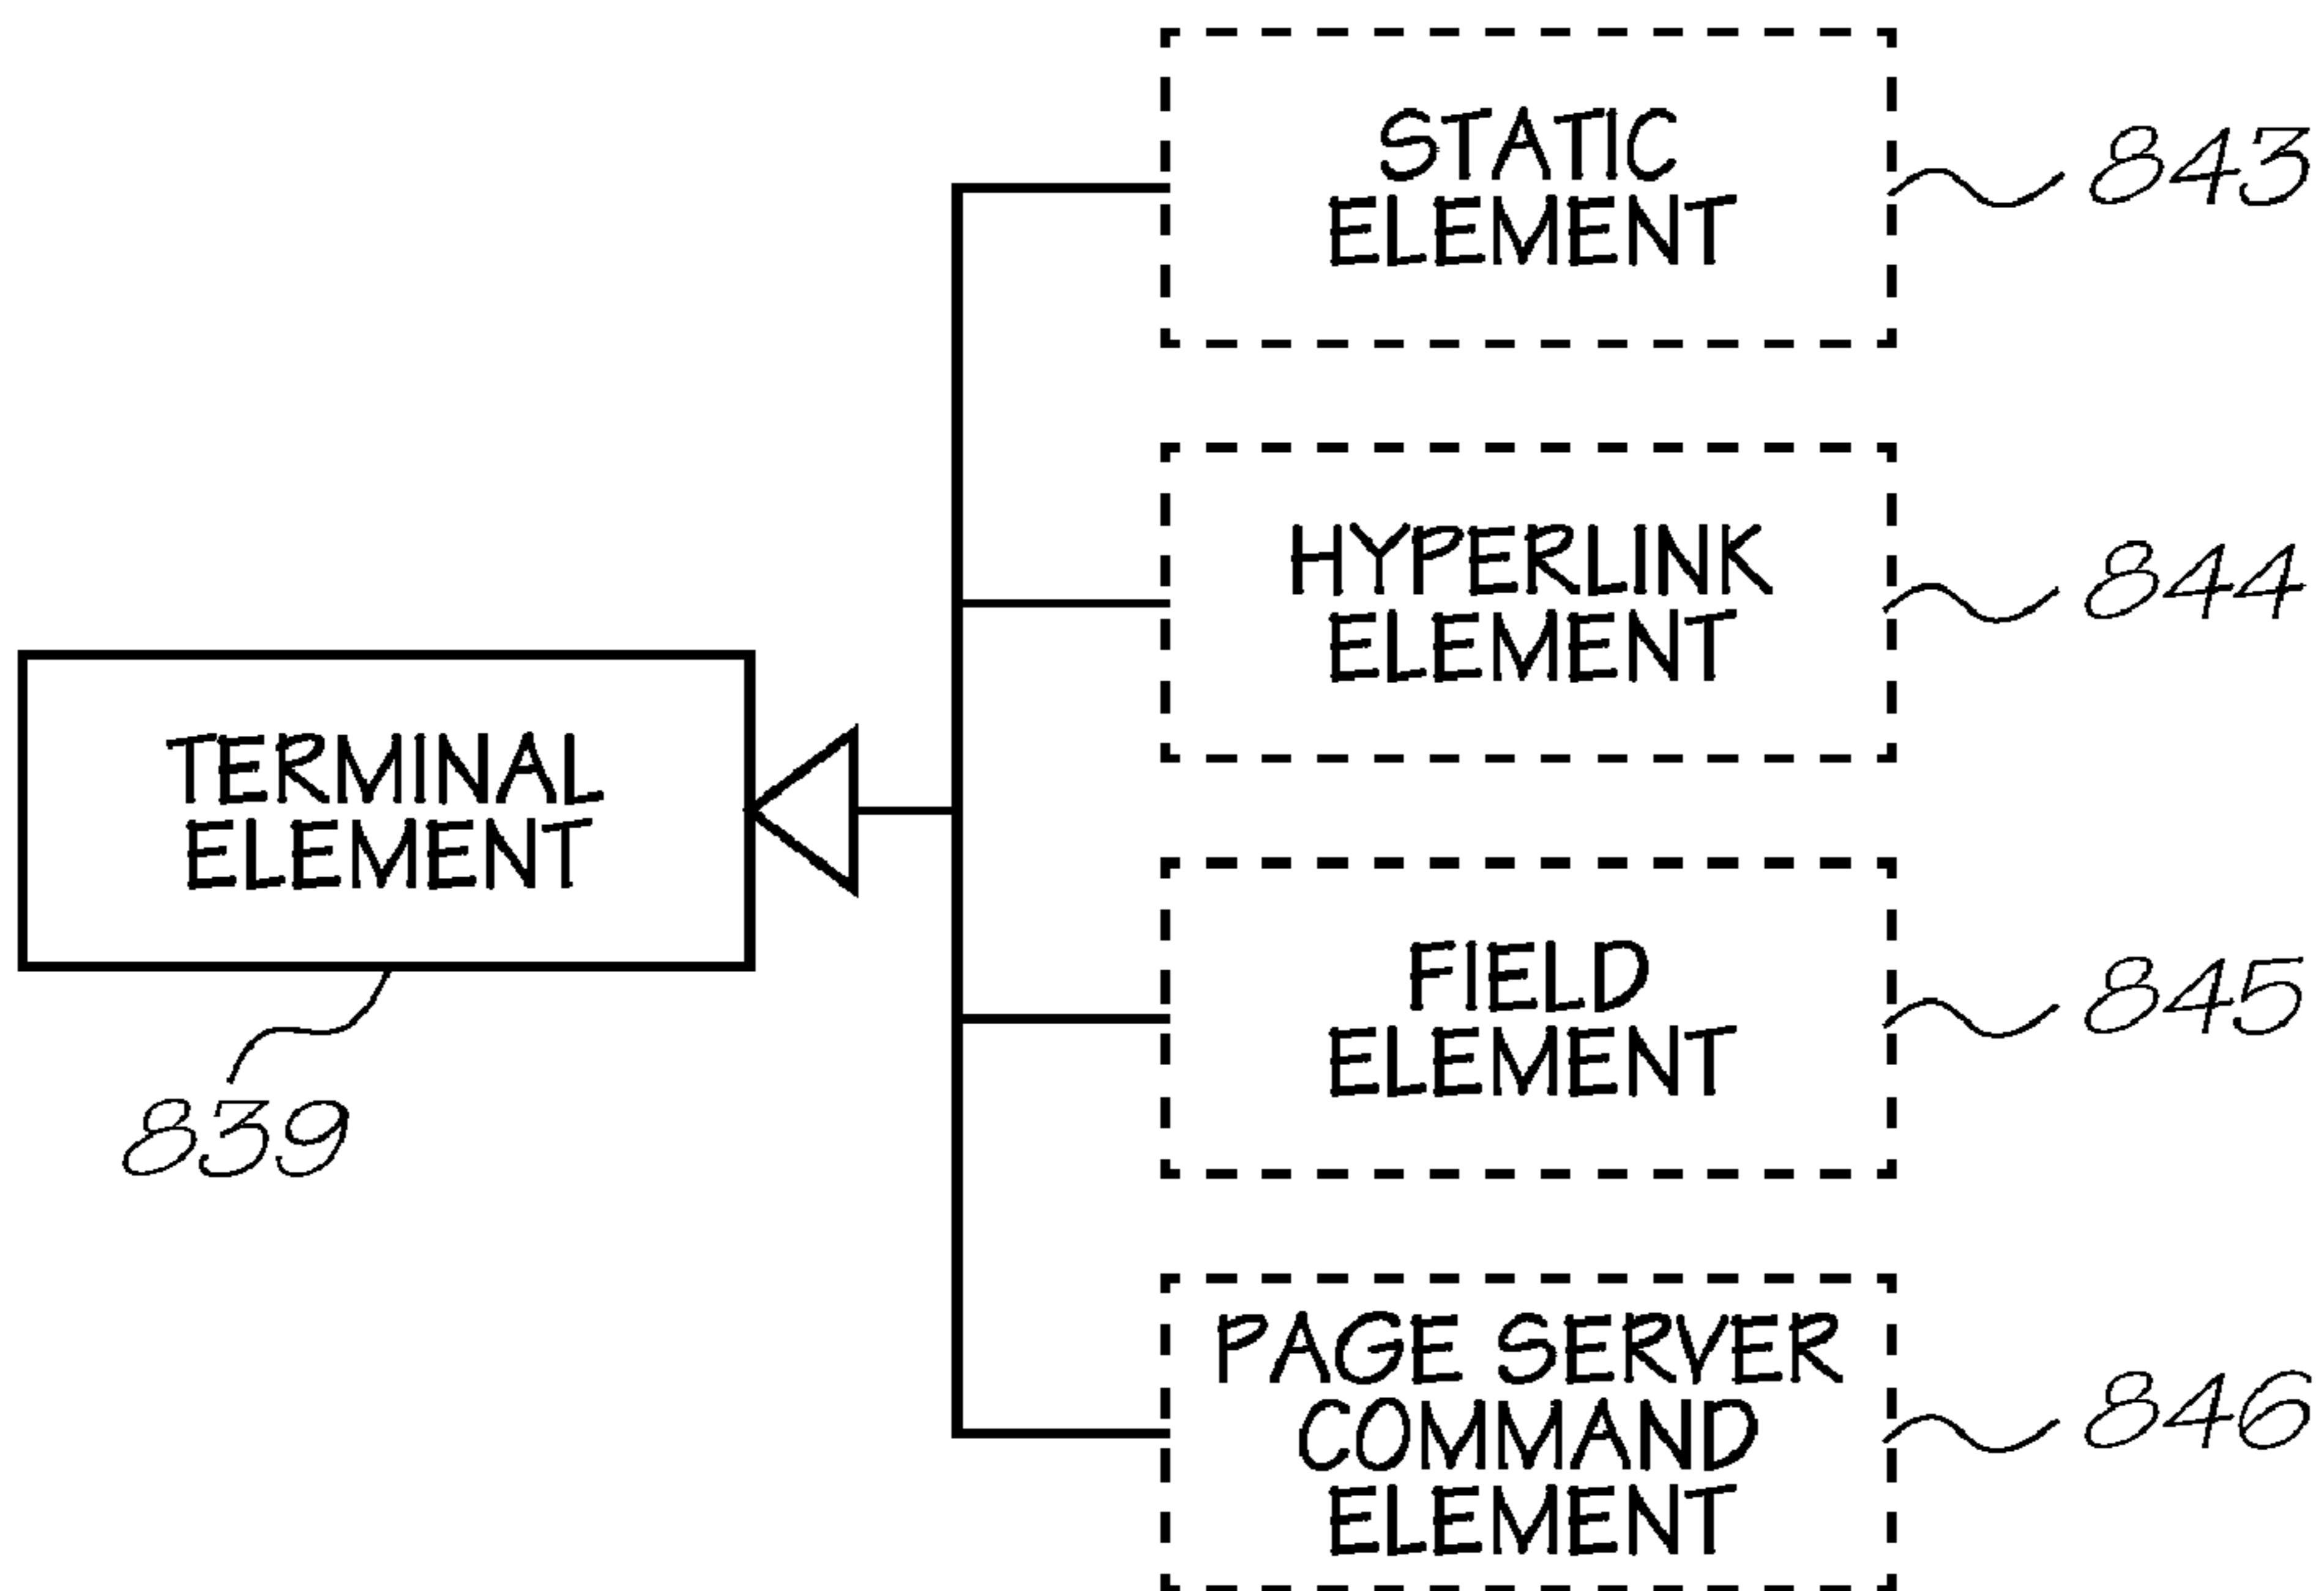 STATIC
ELEMENT
843
HYPERLINK
ELEMENT
844
TERMINAL
ELEMENT
839
FIELD
ELEMENT
845
PAGE SERVER
COMMAND
ELEMENT
846